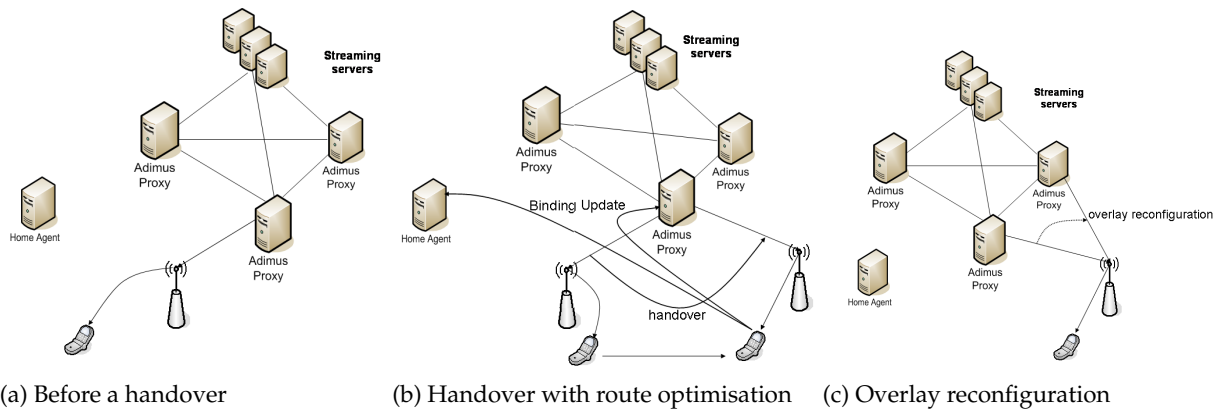 Streaming
servers
Adimus
Proxy
Adimus
Proxy
Home Agent
Adimus
Proxy
(a) Before a handover
Streaming
servers
Adimus
Proxy
Adimus
Proxy
Binding Update
Home Agent
Adimus
Proxy
handover
(b) Handover with route optimisation
Streaming
servers
Adimus
Proxy
Adimus
Proxy
overlay reconfiguration
Adimus
Proxy
Home Agent
(c) Overlay reconfiguration